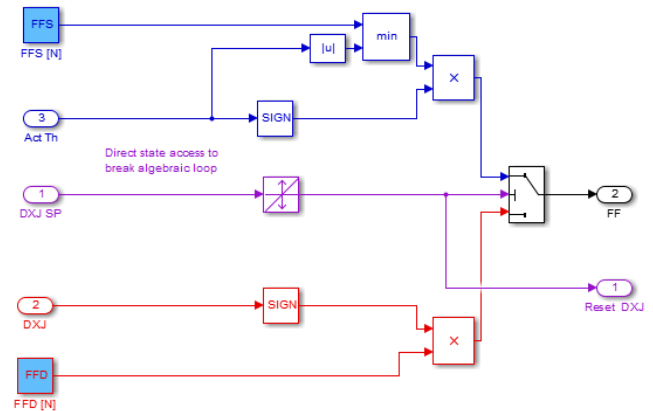 FFS
FFS [N]
|u|
min
×
3
Act Th
SIGN
Direct state access to
break algebraic loop
1
DXJ SP
2
FF
1
Reset DXJ
2
DXJ
SIGN
×
FFD
FFD [N]